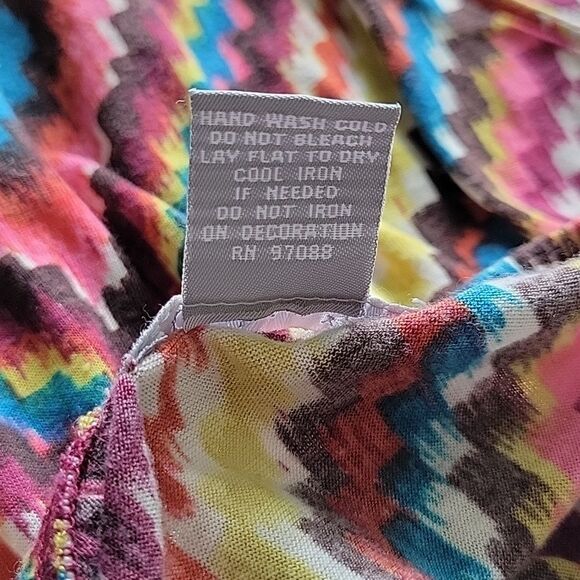 HAND WASH COLD
DO NOT BLEACH
LAY FLAT TO DRY
COOL IRON
IF NEEDED
DO NOT IRON
ON DECORATION
RN 97088